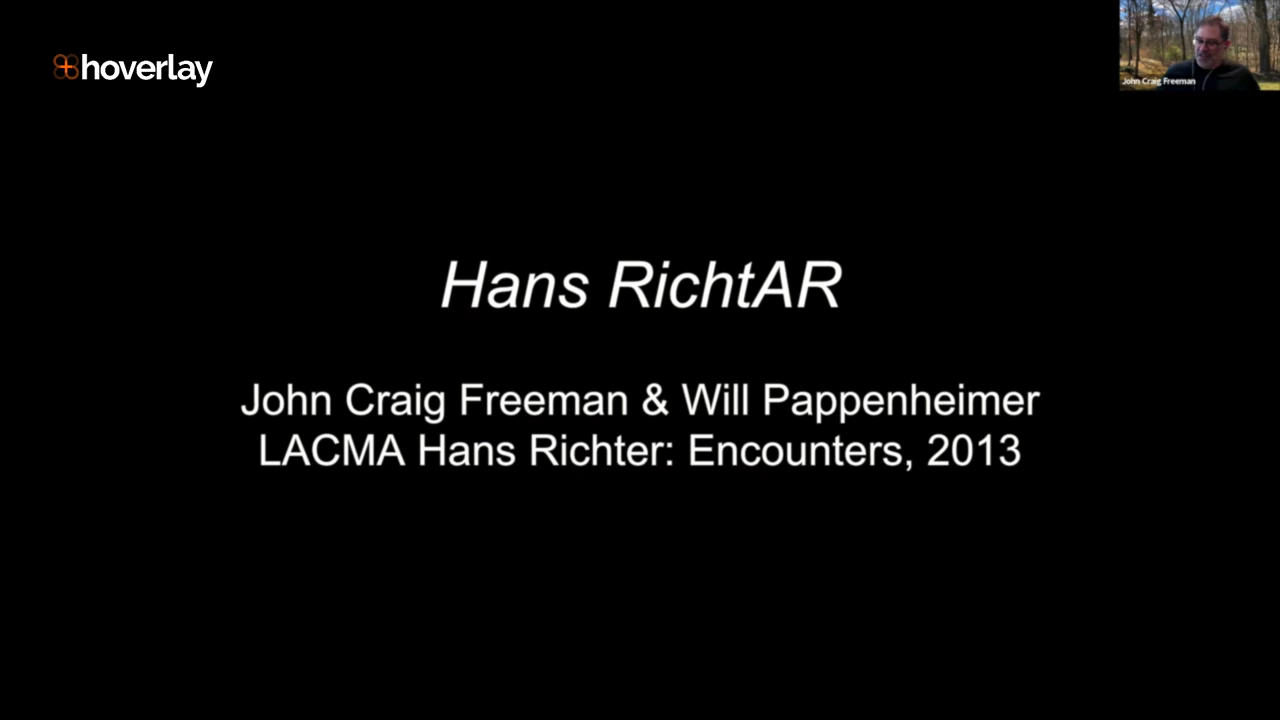 hoverlay
John Craig Freeman
Hans RichtAR
John Craig Freeman & Will Pappenheimer
LACMA Hans Richter: Encounters, 2013